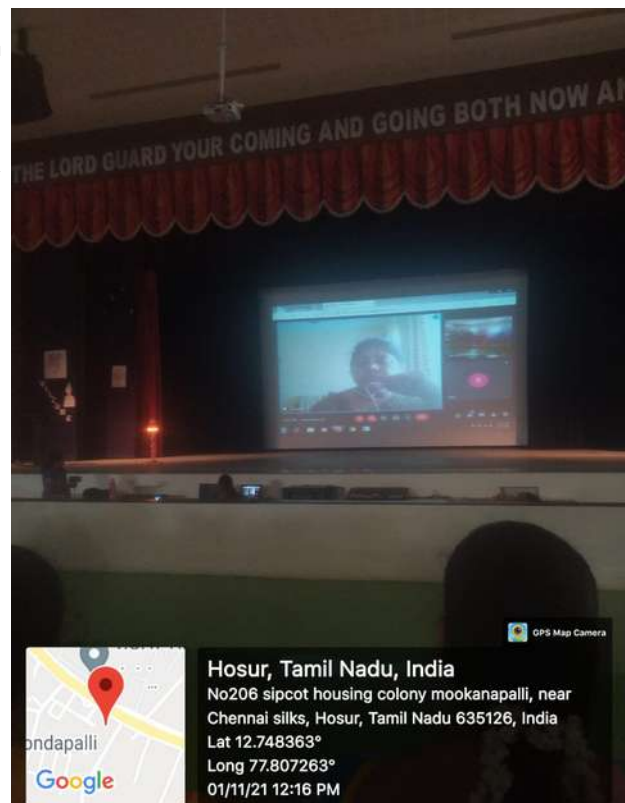 THE LORD GUARD YOUR COMING AND GOING BOTH NOW AN
GPS Map Camera
ondapalli
Google
Hosur, Tamil Nadu, India
No206 sipcot housing colony mookanapalli, near
Chennai silks, Hosur, Tamil Nadu 635126, India
Lat 12.748363°
Long 77.807263°
01/11/21 12:16 PM